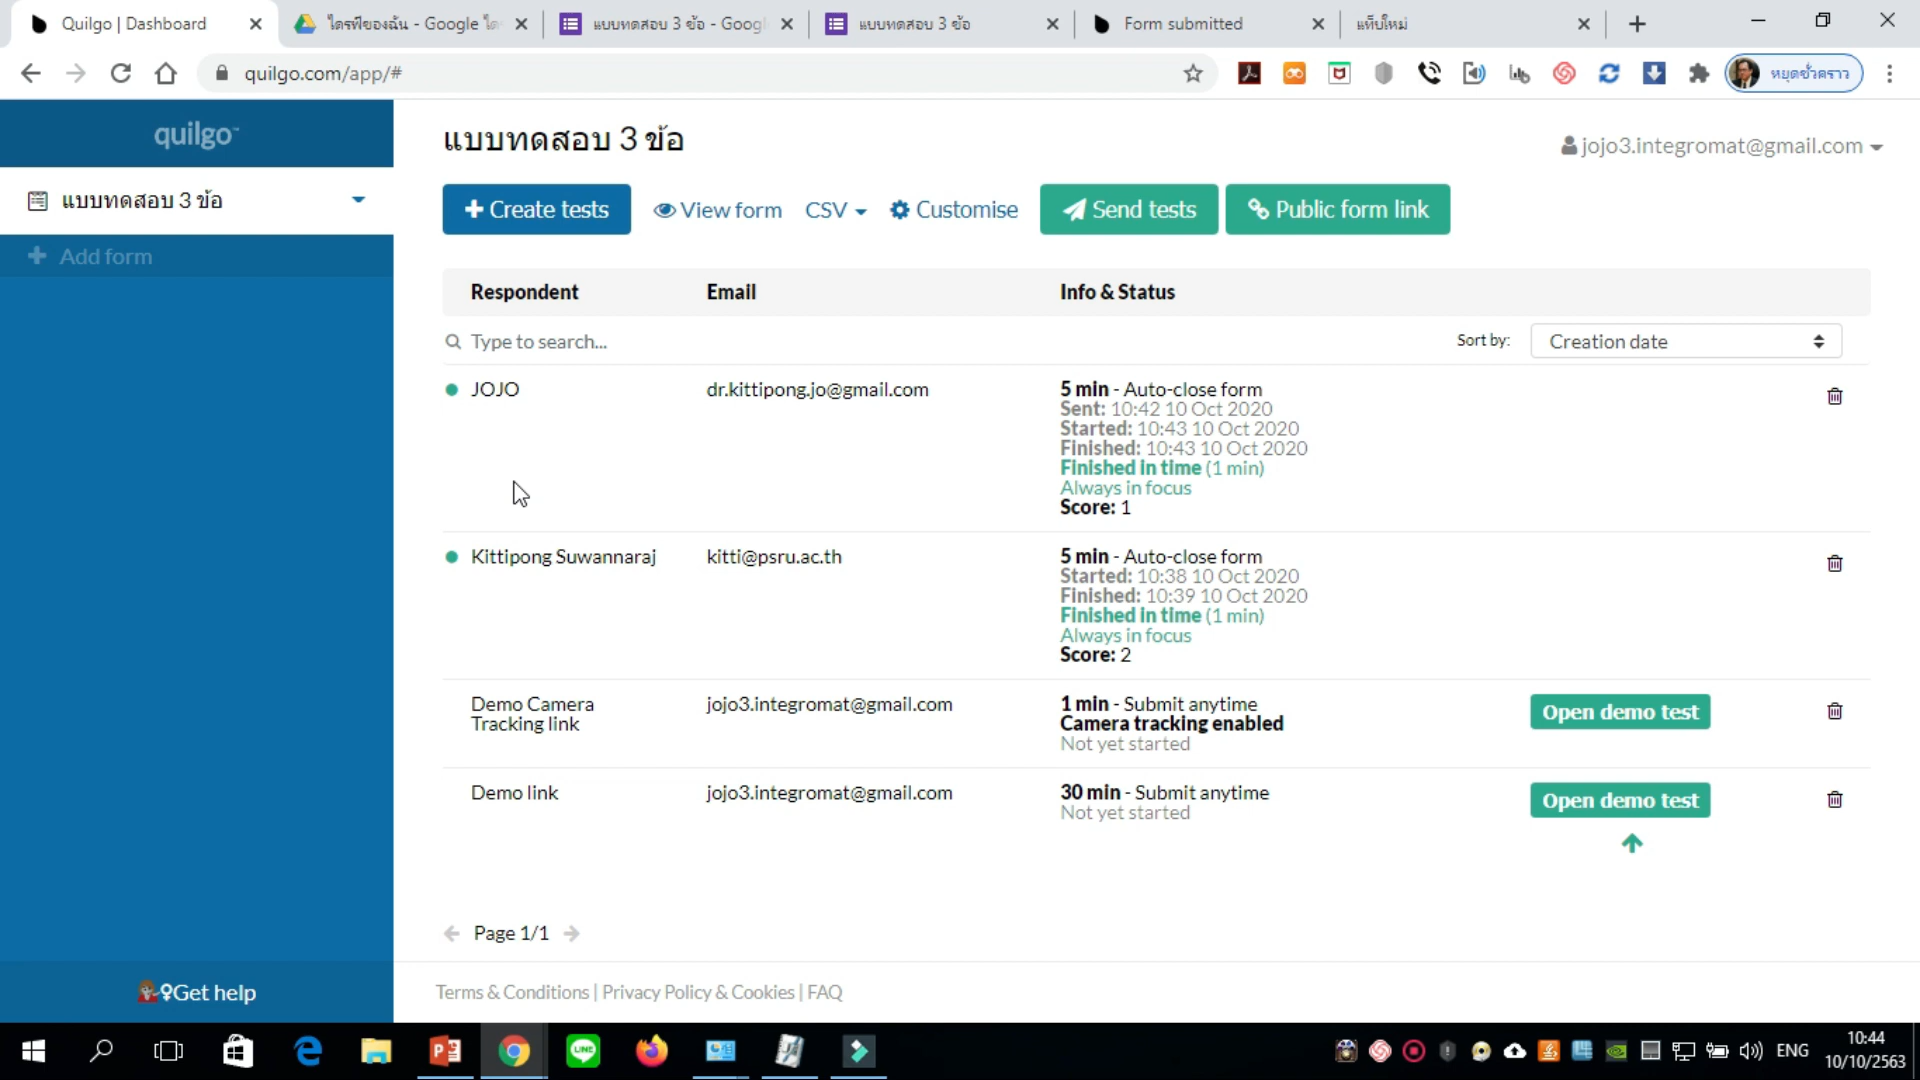 Quilgo | Dashboard
ไดรฟ์ของฉัน - Google ได
แบบทดสอบ 3 ข้อ - Goog
แบบทดสอบ 3 ข้อ
Form submitted
แท็บใหม่
quilgo.com/app/#
หยุดชั่วคราว
quilgo
แบบทดสอบ 3 ข้อ
jojo3.integromat@gmail.com
แบบทดสอบ 3 ข้อ
Add form
Create tests
View form
CSV
Customise
Send tests
Public form link
Respondent Email Info & Status
Type to search...
Sort by: Creation date
JOJO dr.kittipong.jo@gmail.com 5 min - Auto-close form
Sent: 10:42 10 Oct 2020
Started: 10:43 10 Oct 2020
Finished: 10:43 10 Oct 2020
Finished in time (1 min)
Always in focus
Score: 1
Kittipong Suwannaraj kitti@psru.ac.th 5 min - Auto-close form
Started: 10:38 10 Oct 2020
Finished: 10:39 10 Oct 2020
Finished in time (1 min)
Always in focus
Score: 2
Demo Camera Tracking link jojo3.integromat@gmail.com 1 min - Submit anytime
Camera tracking enabled
Not yet started
Open demo test
Demo link jojo3.integromat@gmail.com 30 min - Submit anytime
Not yet started
Open demo test
Page 1/1
Get help
Terms & Conditions | Privacy Policy & Cookies | FAQ
ENG
10:44
10/10/2563